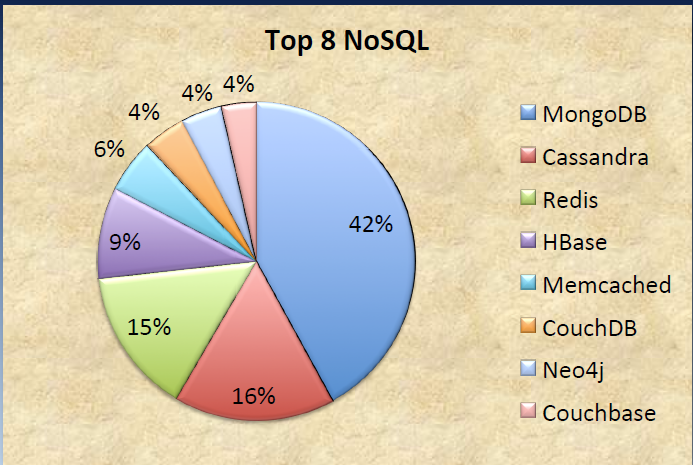 Top 8 NoSQL
4%
4%
4%
6%
9%
15%
16%
42%
MongoDB
Cassandra
Redis
HBase
Memcached
CouchDB
Neo4j
Couchbase